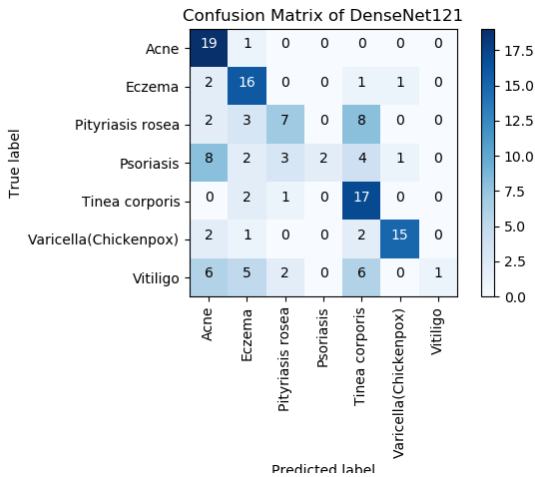 Confusion Matrix of DenseNet121
True label
Acne 19 1 0 0 0 0 0
Eczema 2 16 0 0 1 1 0
Pityriasis rosea 2 3 7 0 8 0 0
Psoriasis 8 2 3 2 4 1 0
Tinea corporis 0 2 1 0 17 0 0
Varicella(Chickenpox) 2 1 0 0 2 15 0
Vitiligo 6 5 2 0 6 0 1
Acne
Eczema
Pityriasis rosea
Psoriasis
Tinea corporis
Varicella(Chickenpox)
Vitiligo
Predicted label
17.5
15.0
12.5
10.0
7.5
5.0
2.5
0.0